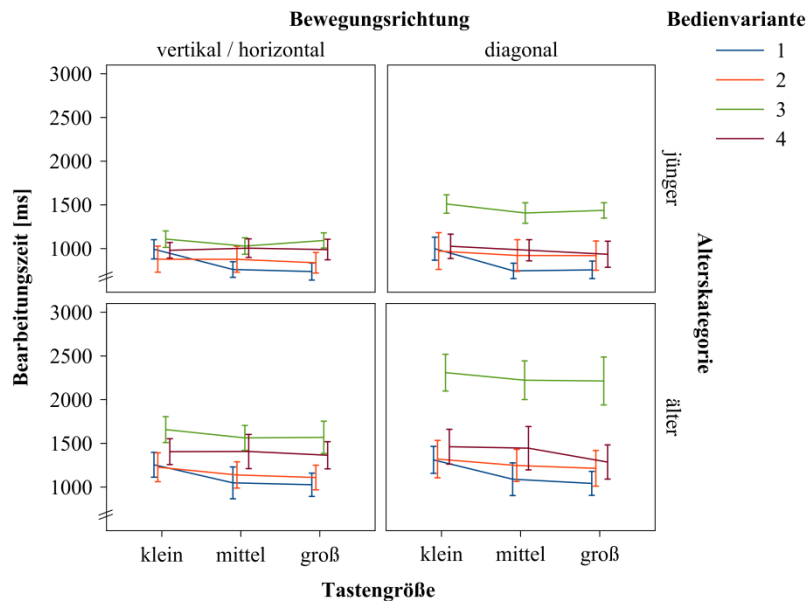 Bewegungsrichtung
vertikal / horizontal
diagonal
Bedienvariante
1
2
3
4
Bearbeitungszeit [ms]
3000
2500
2000
1500
1000
3000
2500
2000
1500
1000
jünger
älter
Alterskategorie
klein mittel groß
klein mittel groß
Tastengröße